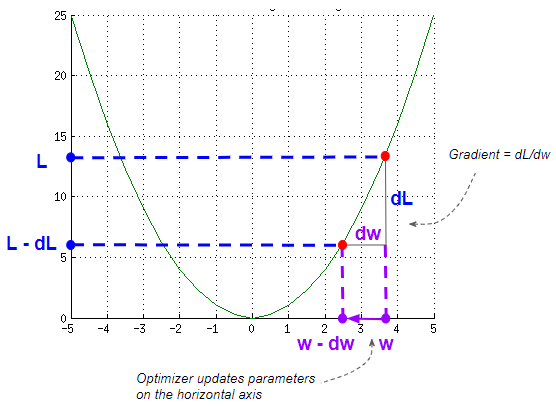 25
20
15
10
5
0
-5 -4 -3 -2 -1 0 1 2 3 4 5
L
L - dL
dL
dw
Gradient = dL/dw
w - dw w
Optimizer updates parameters
on the horizontal axis